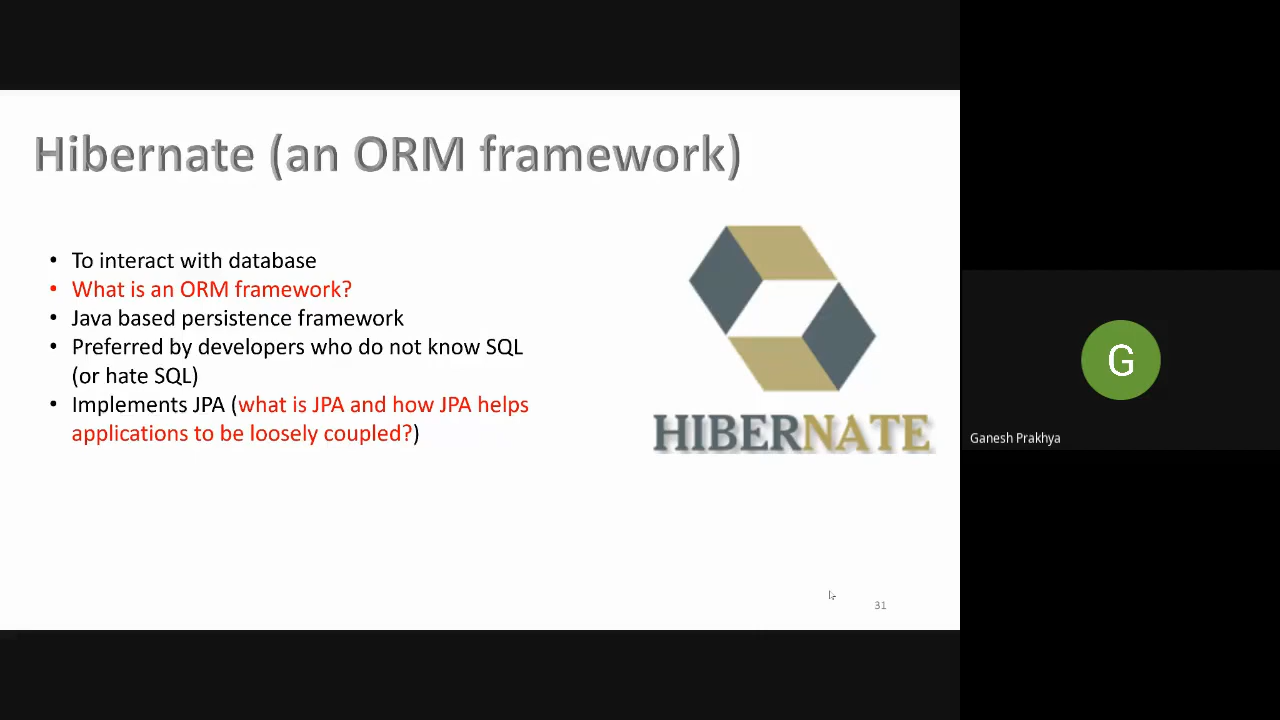 Hibernate (an ORM framework)
• To interact with database
• What is an ORM framework?
• Java based persistence framework
• Preferred by developers who do not know SQL
(or hate SQL)
• Implements JPA (what is JPA and how JPA helps
applications to be loosely coupled?)
HIBERNATE
31
G
Ganesh Prakhya